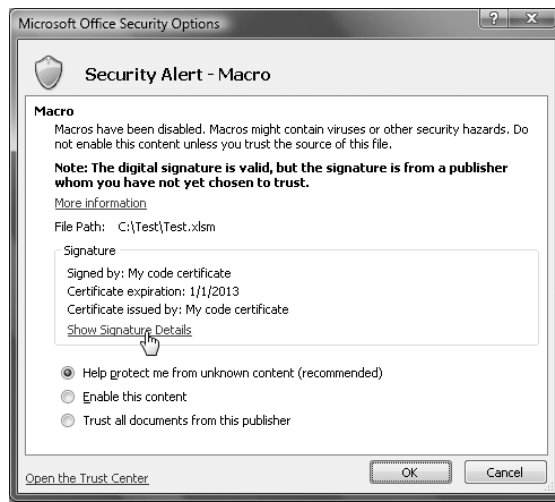 Microsoft Office Security Options
?
X
Security Alert - Macro
Macro
Macros have been disabled. Macros might contain viruses or other security hazards. Do
not enable this content unless you trust the source of this file.
Note: The digital signature is valid, but the signature is from a publisher
whom you have not yet chosen to trust.
More information
File Path: C:\Test\Test.xlsm
Signature
Signed by: My code certificate
Certificate expiration: 1/1/2013
Certificate issued by: My code certificate
Show Signature Details
Help protect me from unknown content (recommended)
Enable this content
Trust all documents from this publisher
Open the Trust Center
OK
Cancel